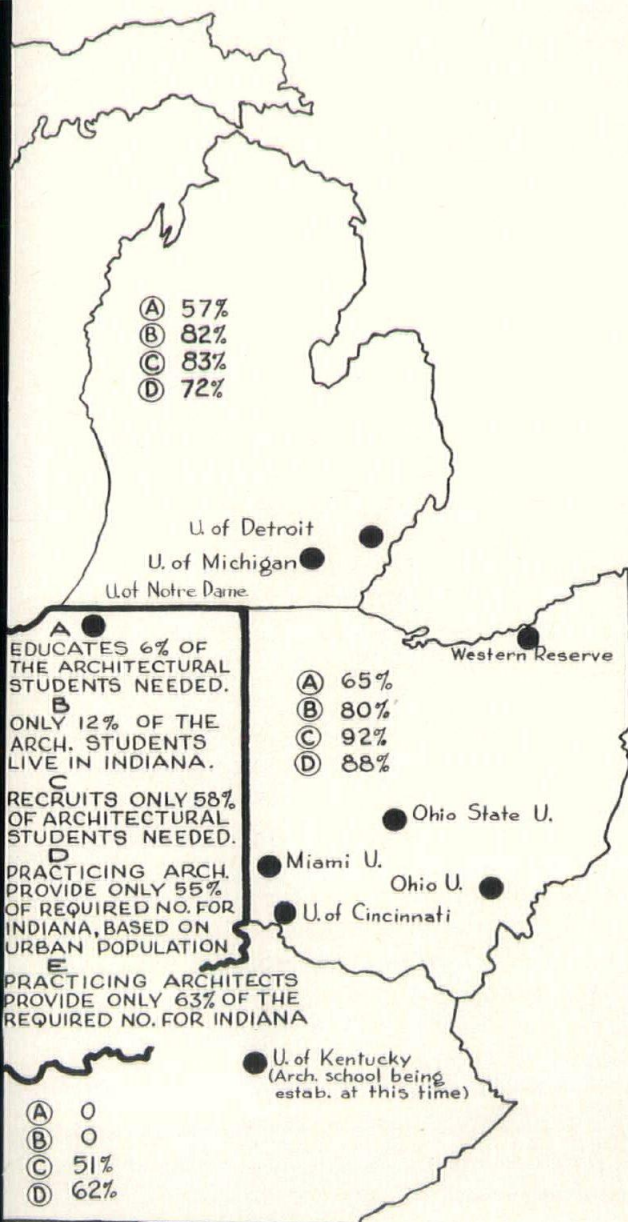 Ⓐ 57%
Ⓑ 82%
Ⓒ 83%
Ⓓ 72%
U. of Detroit
U. of Michigan
U. of Notre Dame
A
EDUCATES 6% OF
THE ARCHITECTURAL
STUDENTS NEEDED.
B
ONLY 12% OF THE
ARCH. STUDENTS
LIVE IN INDIANA.
C
RECRUITS ONLY 58%
OF ARCHITECTURAL
STUDENTS NEEDED.
D
PRACTICING ARCH.
PROVIDE ONLY 55%
OF REQUIRED NO. FOR
INDIANA, BASED ON
URBAN POPULATION
E
PRACTICING ARCHITECTS
PROVIDE ONLY 63% OF THE
REQUIRED NO. FOR INDIANA
Western Reserve
Ⓐ 65%
Ⓑ 80%
Ⓒ 92%
Ⓓ 88%
Ohio State U.
Miami U.
Ohio U.
U. of Cincinnati
U. of Kentucky
(Arch. school being
estab. at this time)
Ⓐ 0
Ⓑ 0
Ⓒ 51%
Ⓓ 62%